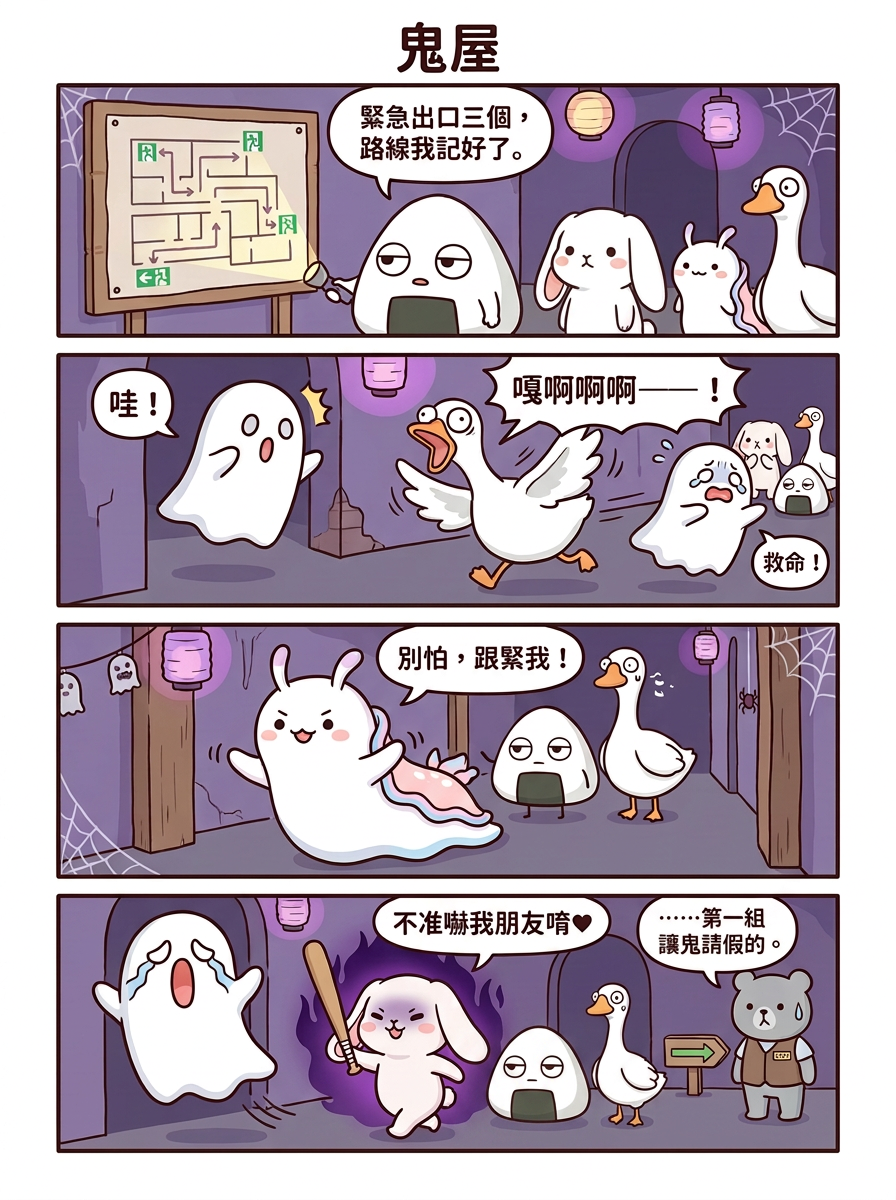 鬼屋
緊急出口三個，
路線我記好了。
哇！
嘎啊啊啊——！
救命！
別怕，跟緊我！
不准嚇我朋友唷♥
……第一組
讓鬼請假的。